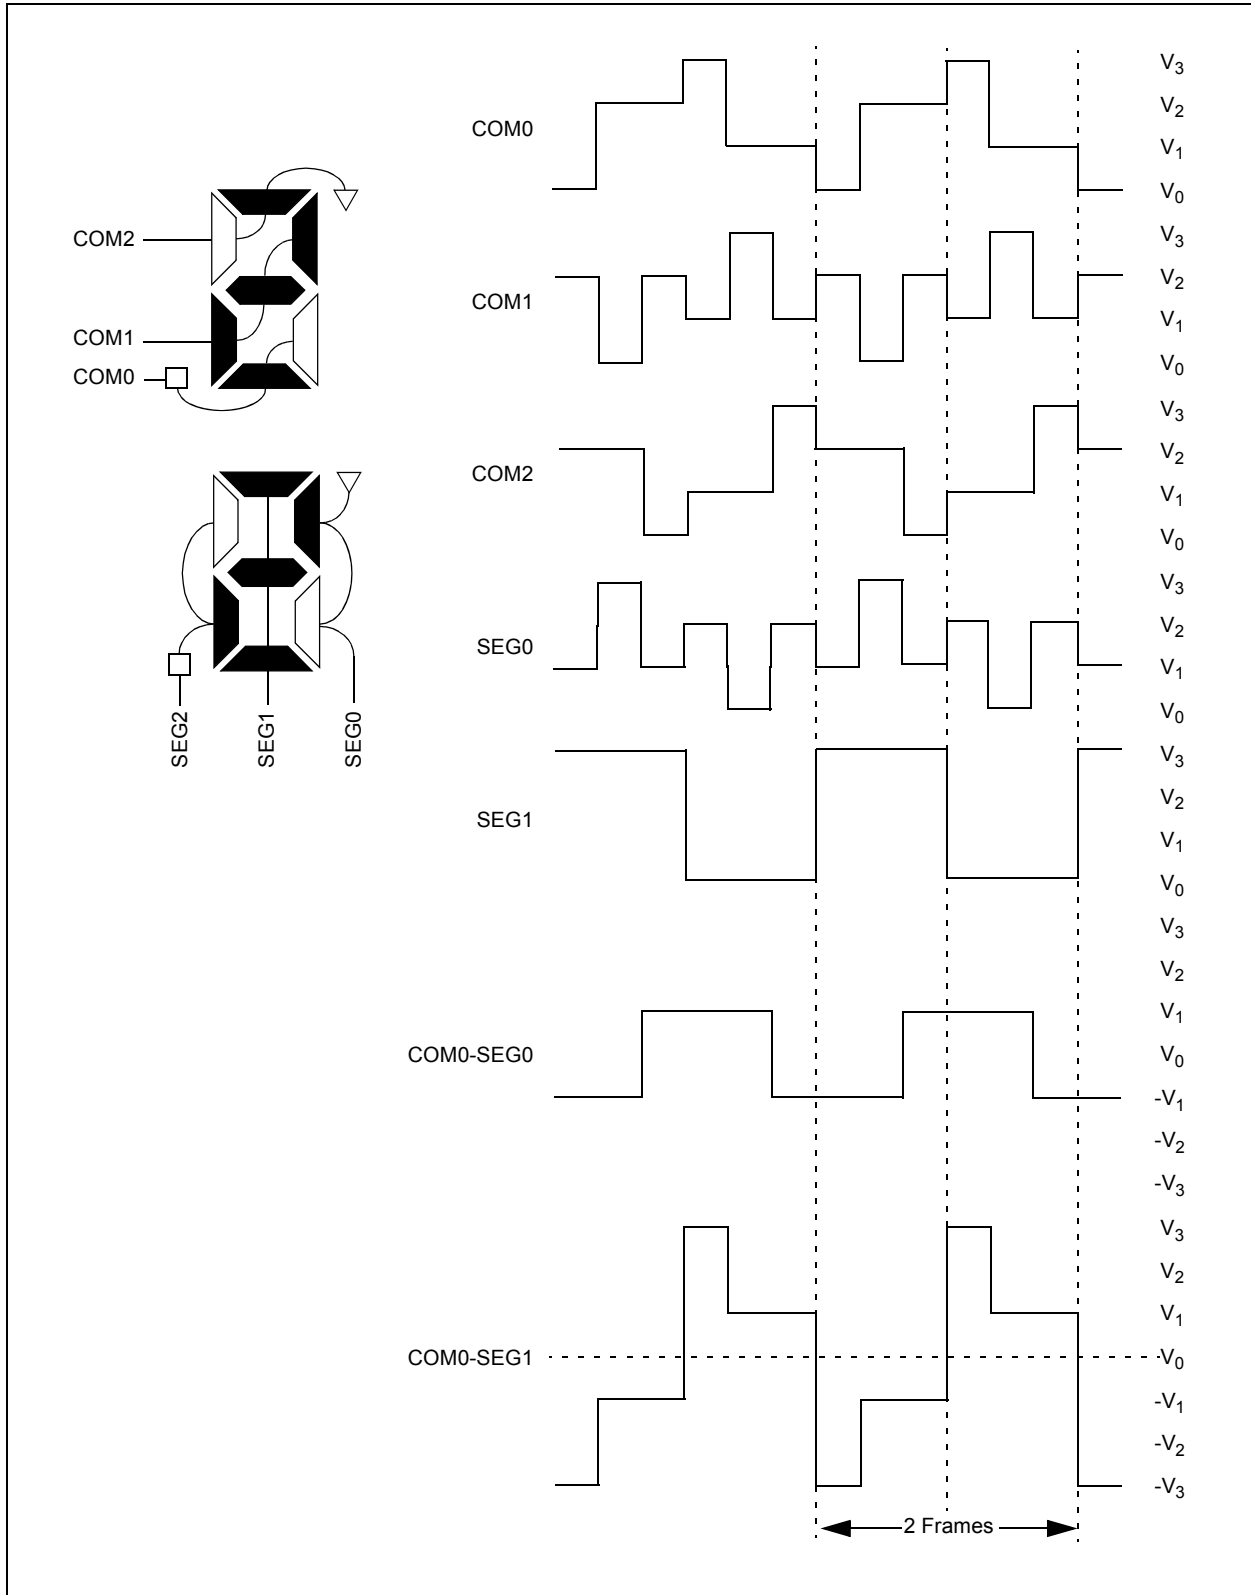 COM2
COM1
COM0
SEG2
SEG1
SEG0
COM0
V3
V2
V1
V0
COM1
V3
V2
V1
V0
COM2
V3
V2
V1
V0
SEG0
V3
V2
V1
V0
SEG1
V3
V2
V1
V0
COM0-SEG0
V3
V2
V1
V0
-V1
-V2
-V3
COM0-SEG1
V3
V2
V1
V0
-V1
-V2
-V3
2 Frames